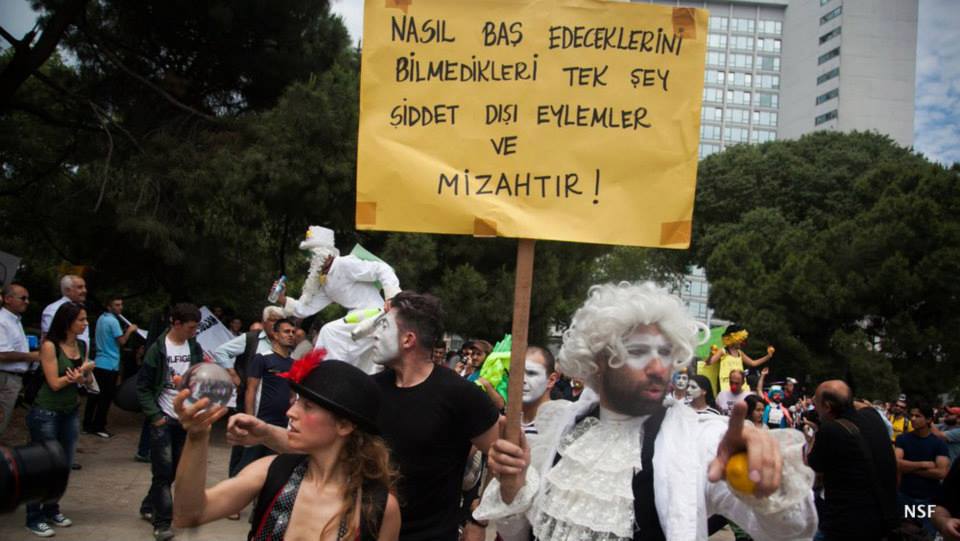 NASIL BAŞ EDECEKLERİNİ
BİLMEDİKLERİ TEK ŞEY
ŞİDDET DIŞI EYLEMLER
VE
MİZAHTIR!
NSF